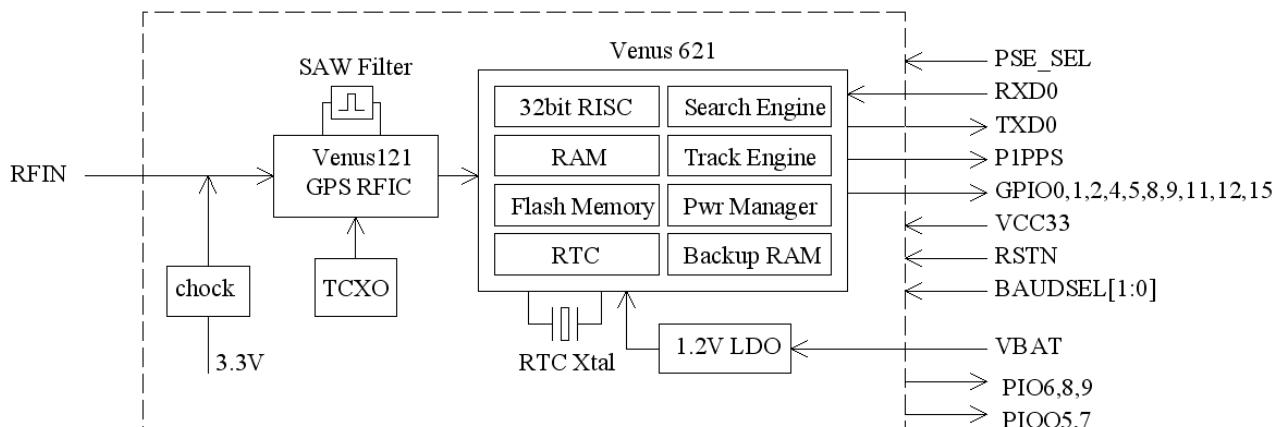 Venus 621
SAW Filter
32bit RISC
Search Engine
RAM
Track Engine
Flash Memory
Pwr Manager
RTC
Backup RAM
RFIN
Venus121
GPS RFIC
chock
TCXO
3.3V
RTC Xtal
1.2V LDO
PSE_SEL
RXD0
TXD0
P1PPS
GPIO0,1,2,4,5,8,9,11,12,15
VCC33
RSTN
BAUDSEL[1:0]
VBAT
PIO6,8,9
PIOO5,7